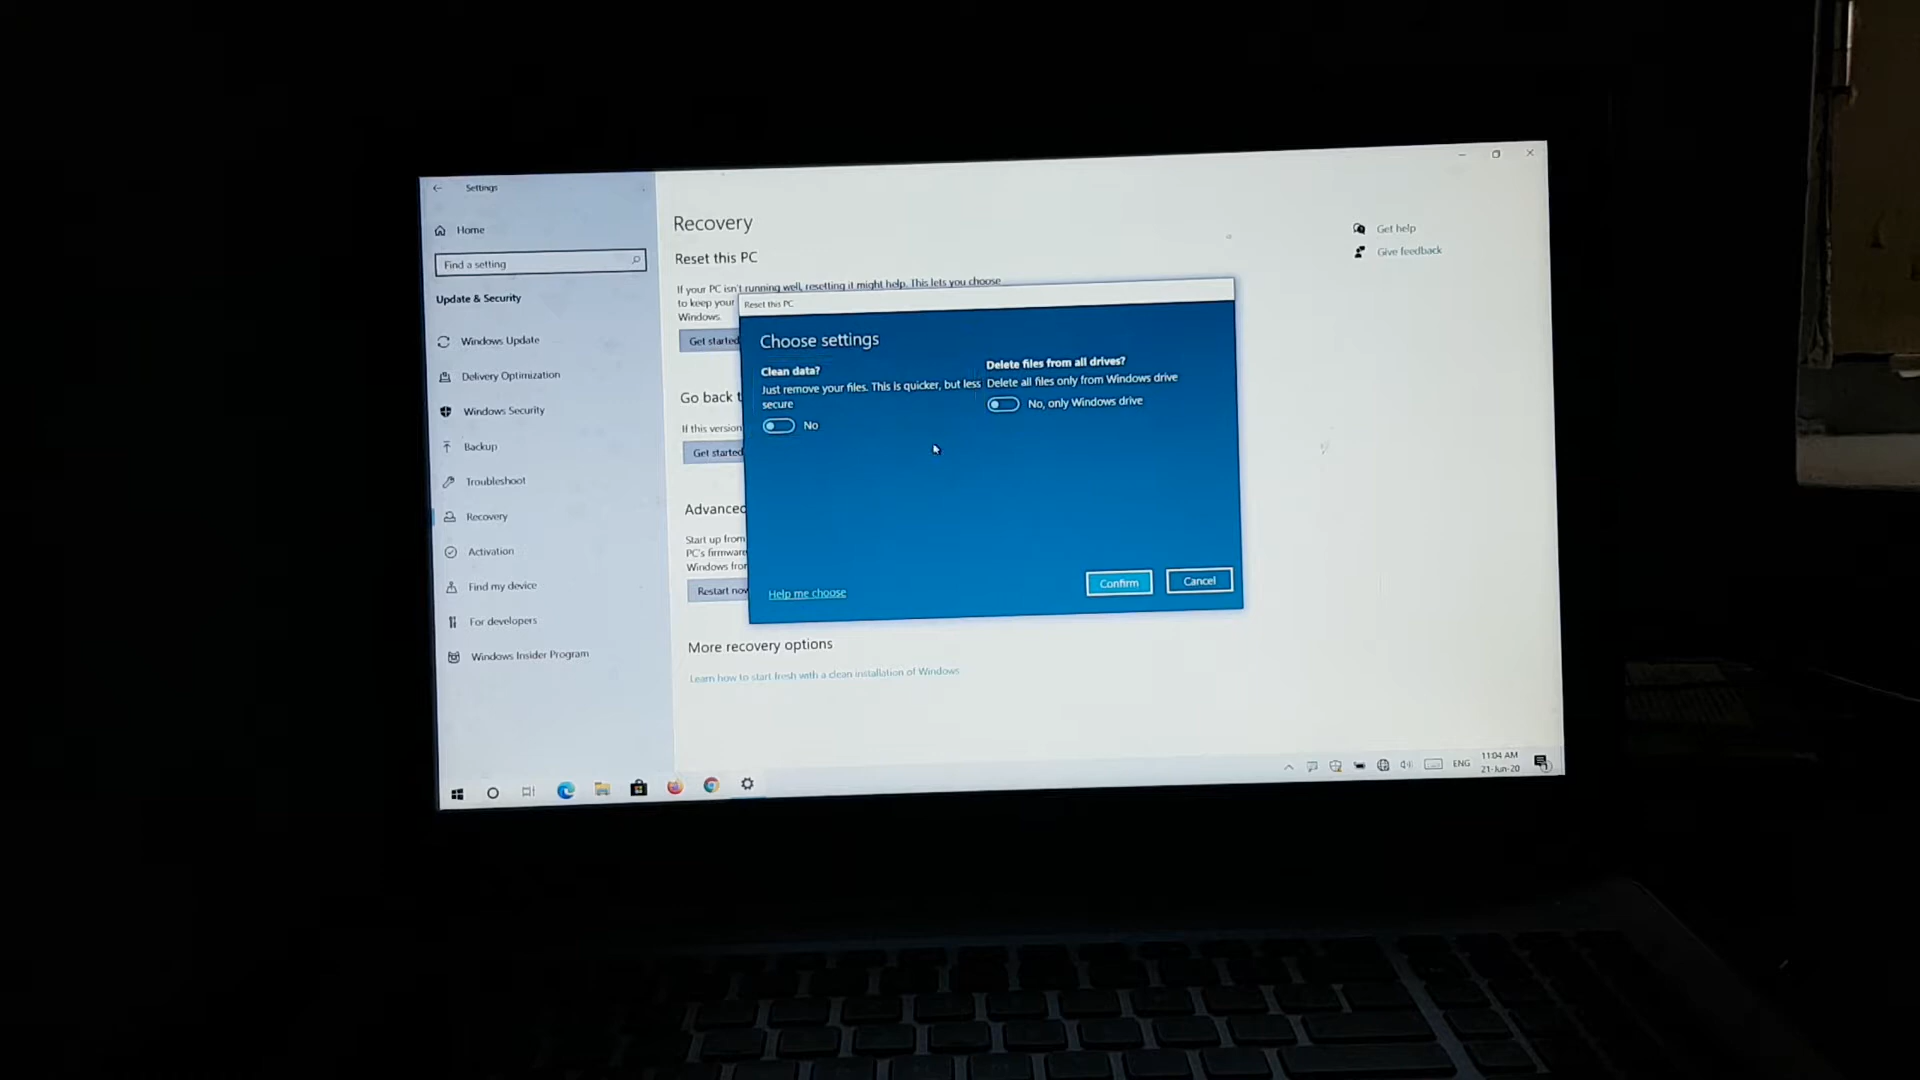 Settings
Home
Find a setting
Update & Security
Windows Update
Delivery Optimization
Windows Security
Backup
Troubleshoot
Recovery
Activation
Find my device
For developers
Windows Insider Program
Recovery
Reset this PC
If your PC isn't running well, resetting it might help. This lets you choose
to keep your
Windows.
Get started
Go back t
If this version
Get started
Advanced
Start up from
PC's firmware
Windows from
Restart now
More recovery options
Learn how to start fresh with a clean installation of Windows
Get help
Give feedback
Reset this PC
Choose settings
Clean data?
Just remove your files. This is quicker, but less
secure
No
Delete files from all drives?
Delete all files only from Windows drive
No, only Windows drive
Help me choose
Confirm
Cancel
ENG
11:04 AM
21-Jun-20